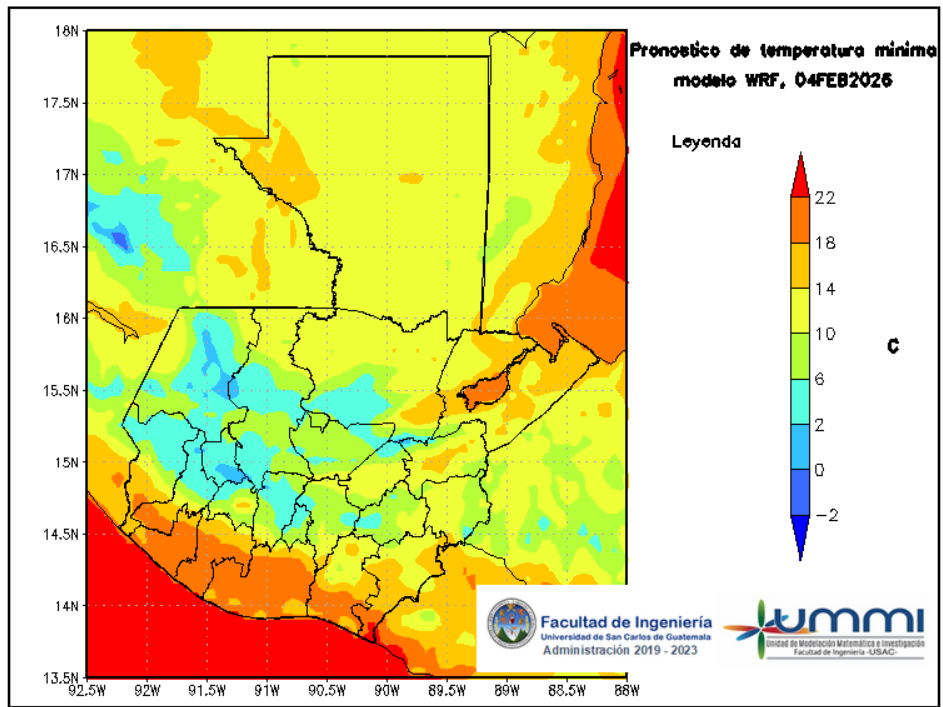 Pronostico de temperatura minima
modelo WRF, 04FEB2026
Leyenda
22
18
14
10
6
2
0
-2
C
18N
17.5N
17N
16.5N
16N
15.5N
15N
14.5N
14N
13.5N
92.5W 92W 91.5W 91W 90.5W 90W 89.5W 89W 88.5W 88W
Facultad de Ingeniería
Universidad de San Carlos de Guatemala
Administración 2019 - 2023
UMMI
Unidad de Modelación Matemática e Investigación
Facultad de Ingeniería -USAC-